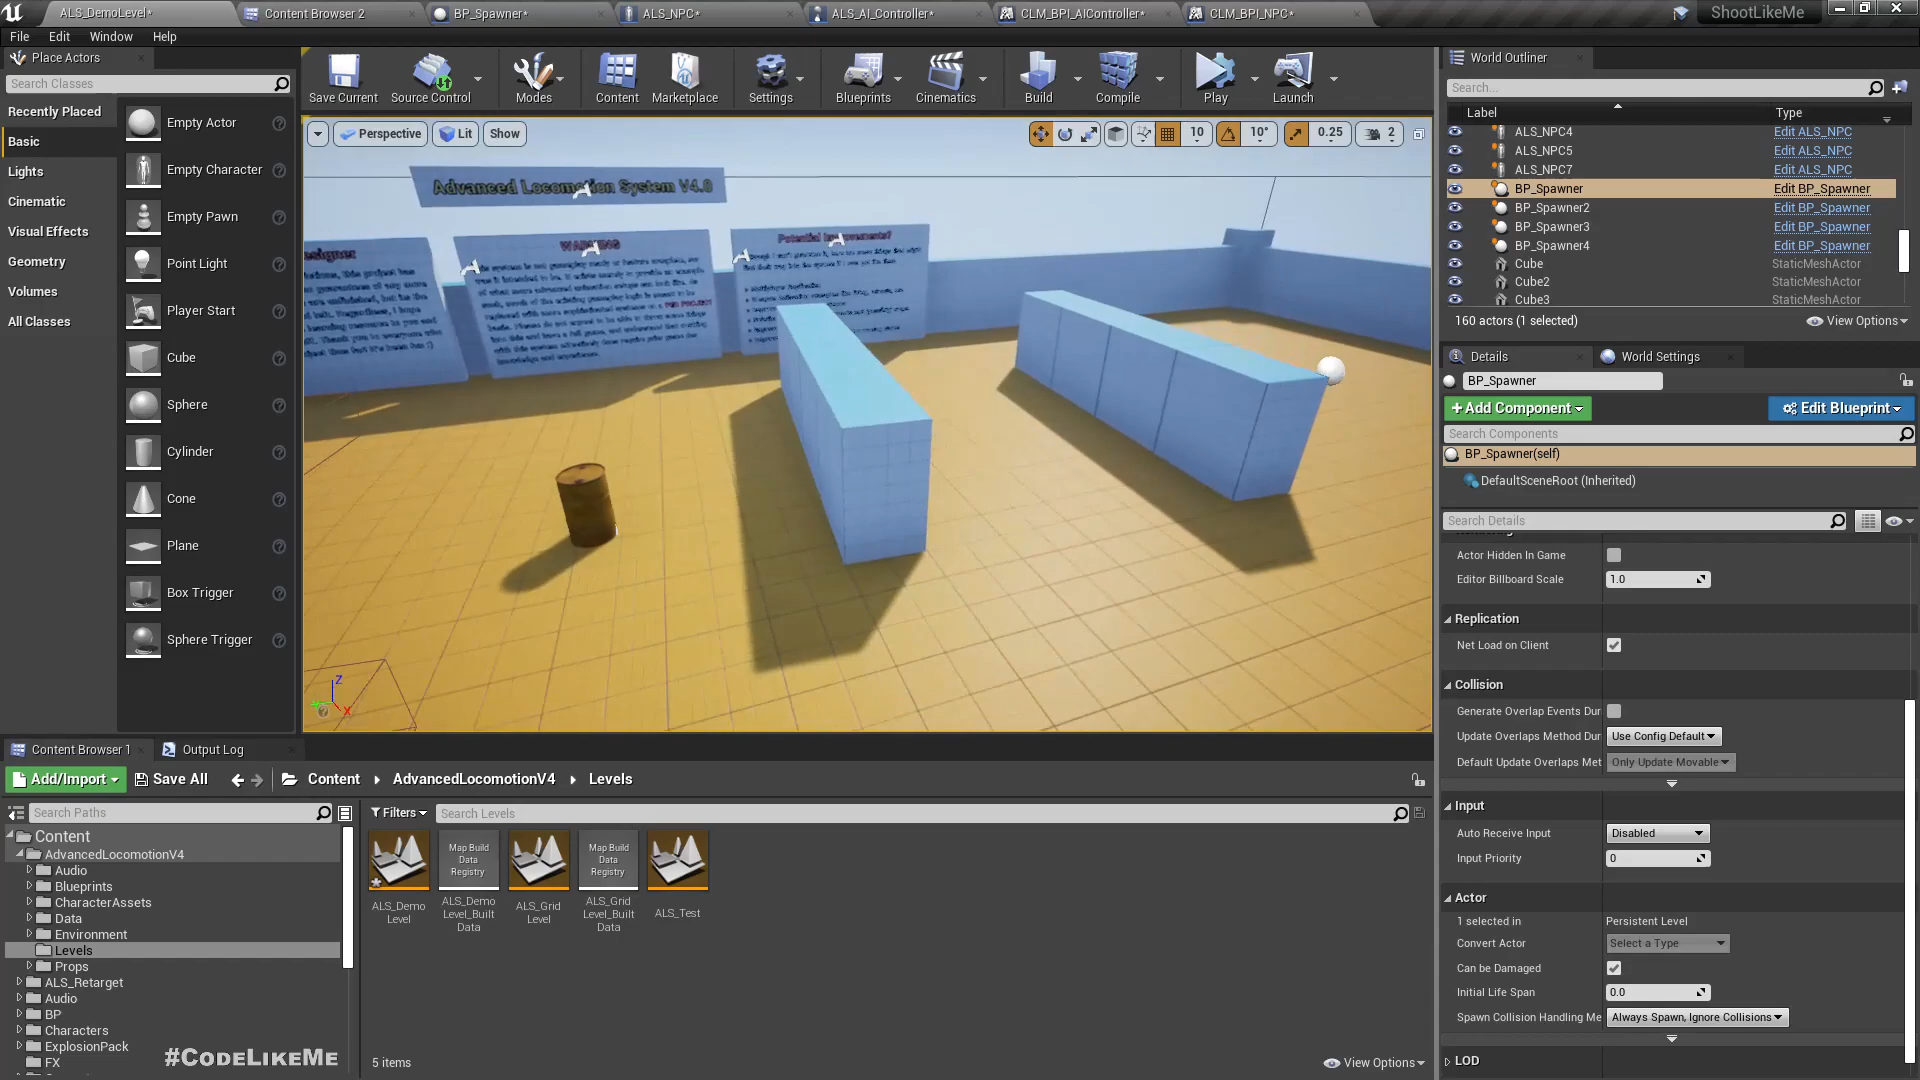 ALS_DemoLevel*
Content Browser 2
BP_Spawner*
ALS_NPC*
ALS_AI_Controller*
CLM_BPI_AIController*
CLM_BPI_NPC*
ShootLikeMe
File
Edit
Window
Help
Place Actors
Search Classes
Recently Placed
Basic
Lights
Cinematic
Visual Effects
Geometry
Volumes
All Classes
Empty Actor
Empty Character
Empty Pawn
Point Light
Player Start
Cube
Sphere
Cylinder
Cone
Plane
Box Trigger
Sphere Trigger
Save Current
Source Control
Modes
Content
Marketplace
Settings
Blueprints
Cinematics
Build
Compile
Play
Launch
Perspective
Lit
Show
10
10°
0.25
2
Advanced Locomotion System V4.0
WARNING
Z
X
World Outliner
Search...
Label
Type
ALS_NPC4 Edit ALS_NPC
ALS_NPC5 Edit ALS_NPC
ALS_NPC7 Edit ALS_NPC
BP_Spawner Edit BP_Spawner
BP_Spawner2 Edit BP_Spawner
BP_Spawner3 Edit BP_Spawner
BP_Spawner4 Edit BP_Spawner
Cube StaticMeshActor
Cube2 StaticMeshActor
Cube3 StaticMeshActor
160 actors (1 selected)
View Options
Details
World Settings
BP_Spawner
+Add Component
Edit Blueprint
Search Components
BP_Spawner(self)
DefaultSceneRoot (Inherited)
Search Details
Actor Hidden In Game
Editor Billboard Scale 1.0
Replication
Net Load on Client
Collision
Generate Overlap Events Dur
Update Overlaps Method Dur Use Config Default
Default Update Overlaps Met Only Update Movable
Input
Auto Receive Input Disabled
Input Priority 0
Actor
1 selected in Persistent Level
Convert Actor Select a Type
Can be Damaged
Initial Life Span 0.0
Spawn Collision Handling Me Always Spawn, Ignore Collisions
LOD
Content Browser 1
Output Log
Add/Import
Save All
Content
AdvancedLocomotionV4
Levels
Search Paths
Filters
Search Levels
Content
AdvancedLocomotionV4
Audio
Blueprints
CharacterAssets
Data
Environment
Levels
Props
ALS_Retarget
Audio
BP
Characters
ExplosionPack
FX
Map Build Data Registry
Map Build Data Registry
ALS_Demo Level
ALS_Demo Level_Built Data
ALS_Grid Level
ALS_Grid Level_Built Data
ALS_Test
5 items
View Options
#CodeLikeMe